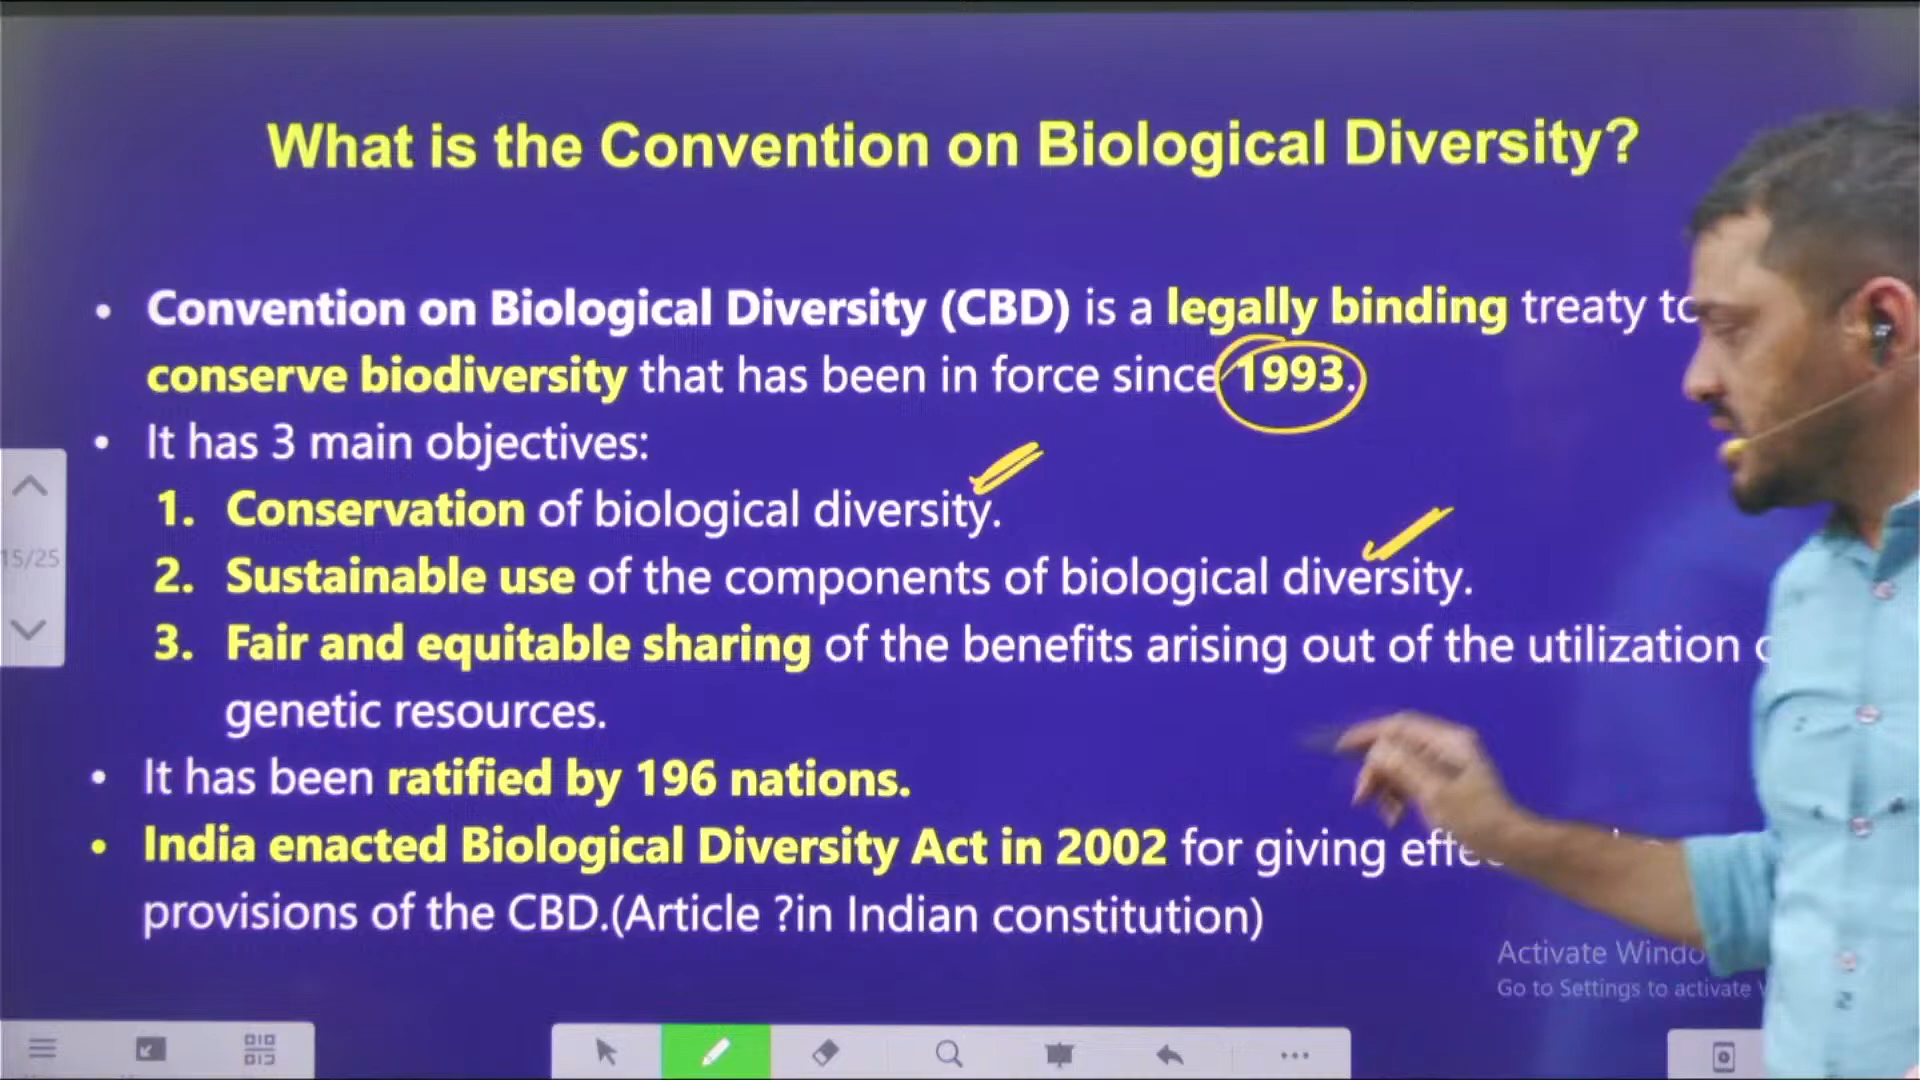 What is the Convention on Biological Diversity?
• Convention on Biological Diversity (CBD) is a legally binding treaty to
conserve biodiversity that has been in force since 1993.
• It has 3 main objectives:
1. Conservation of biological diversity.
2. Sustainable use of the components of biological diversity.
3. Fair and equitable sharing of the benefits arising out of the utilization
genetic resources.
• It has been ratified by 196 nations.
• India enacted Biological Diversity Act in 2002 for giving
provisions of the CBD.(Article ?in Indian constitution)
15/25
Activate
Go to Settings to activate